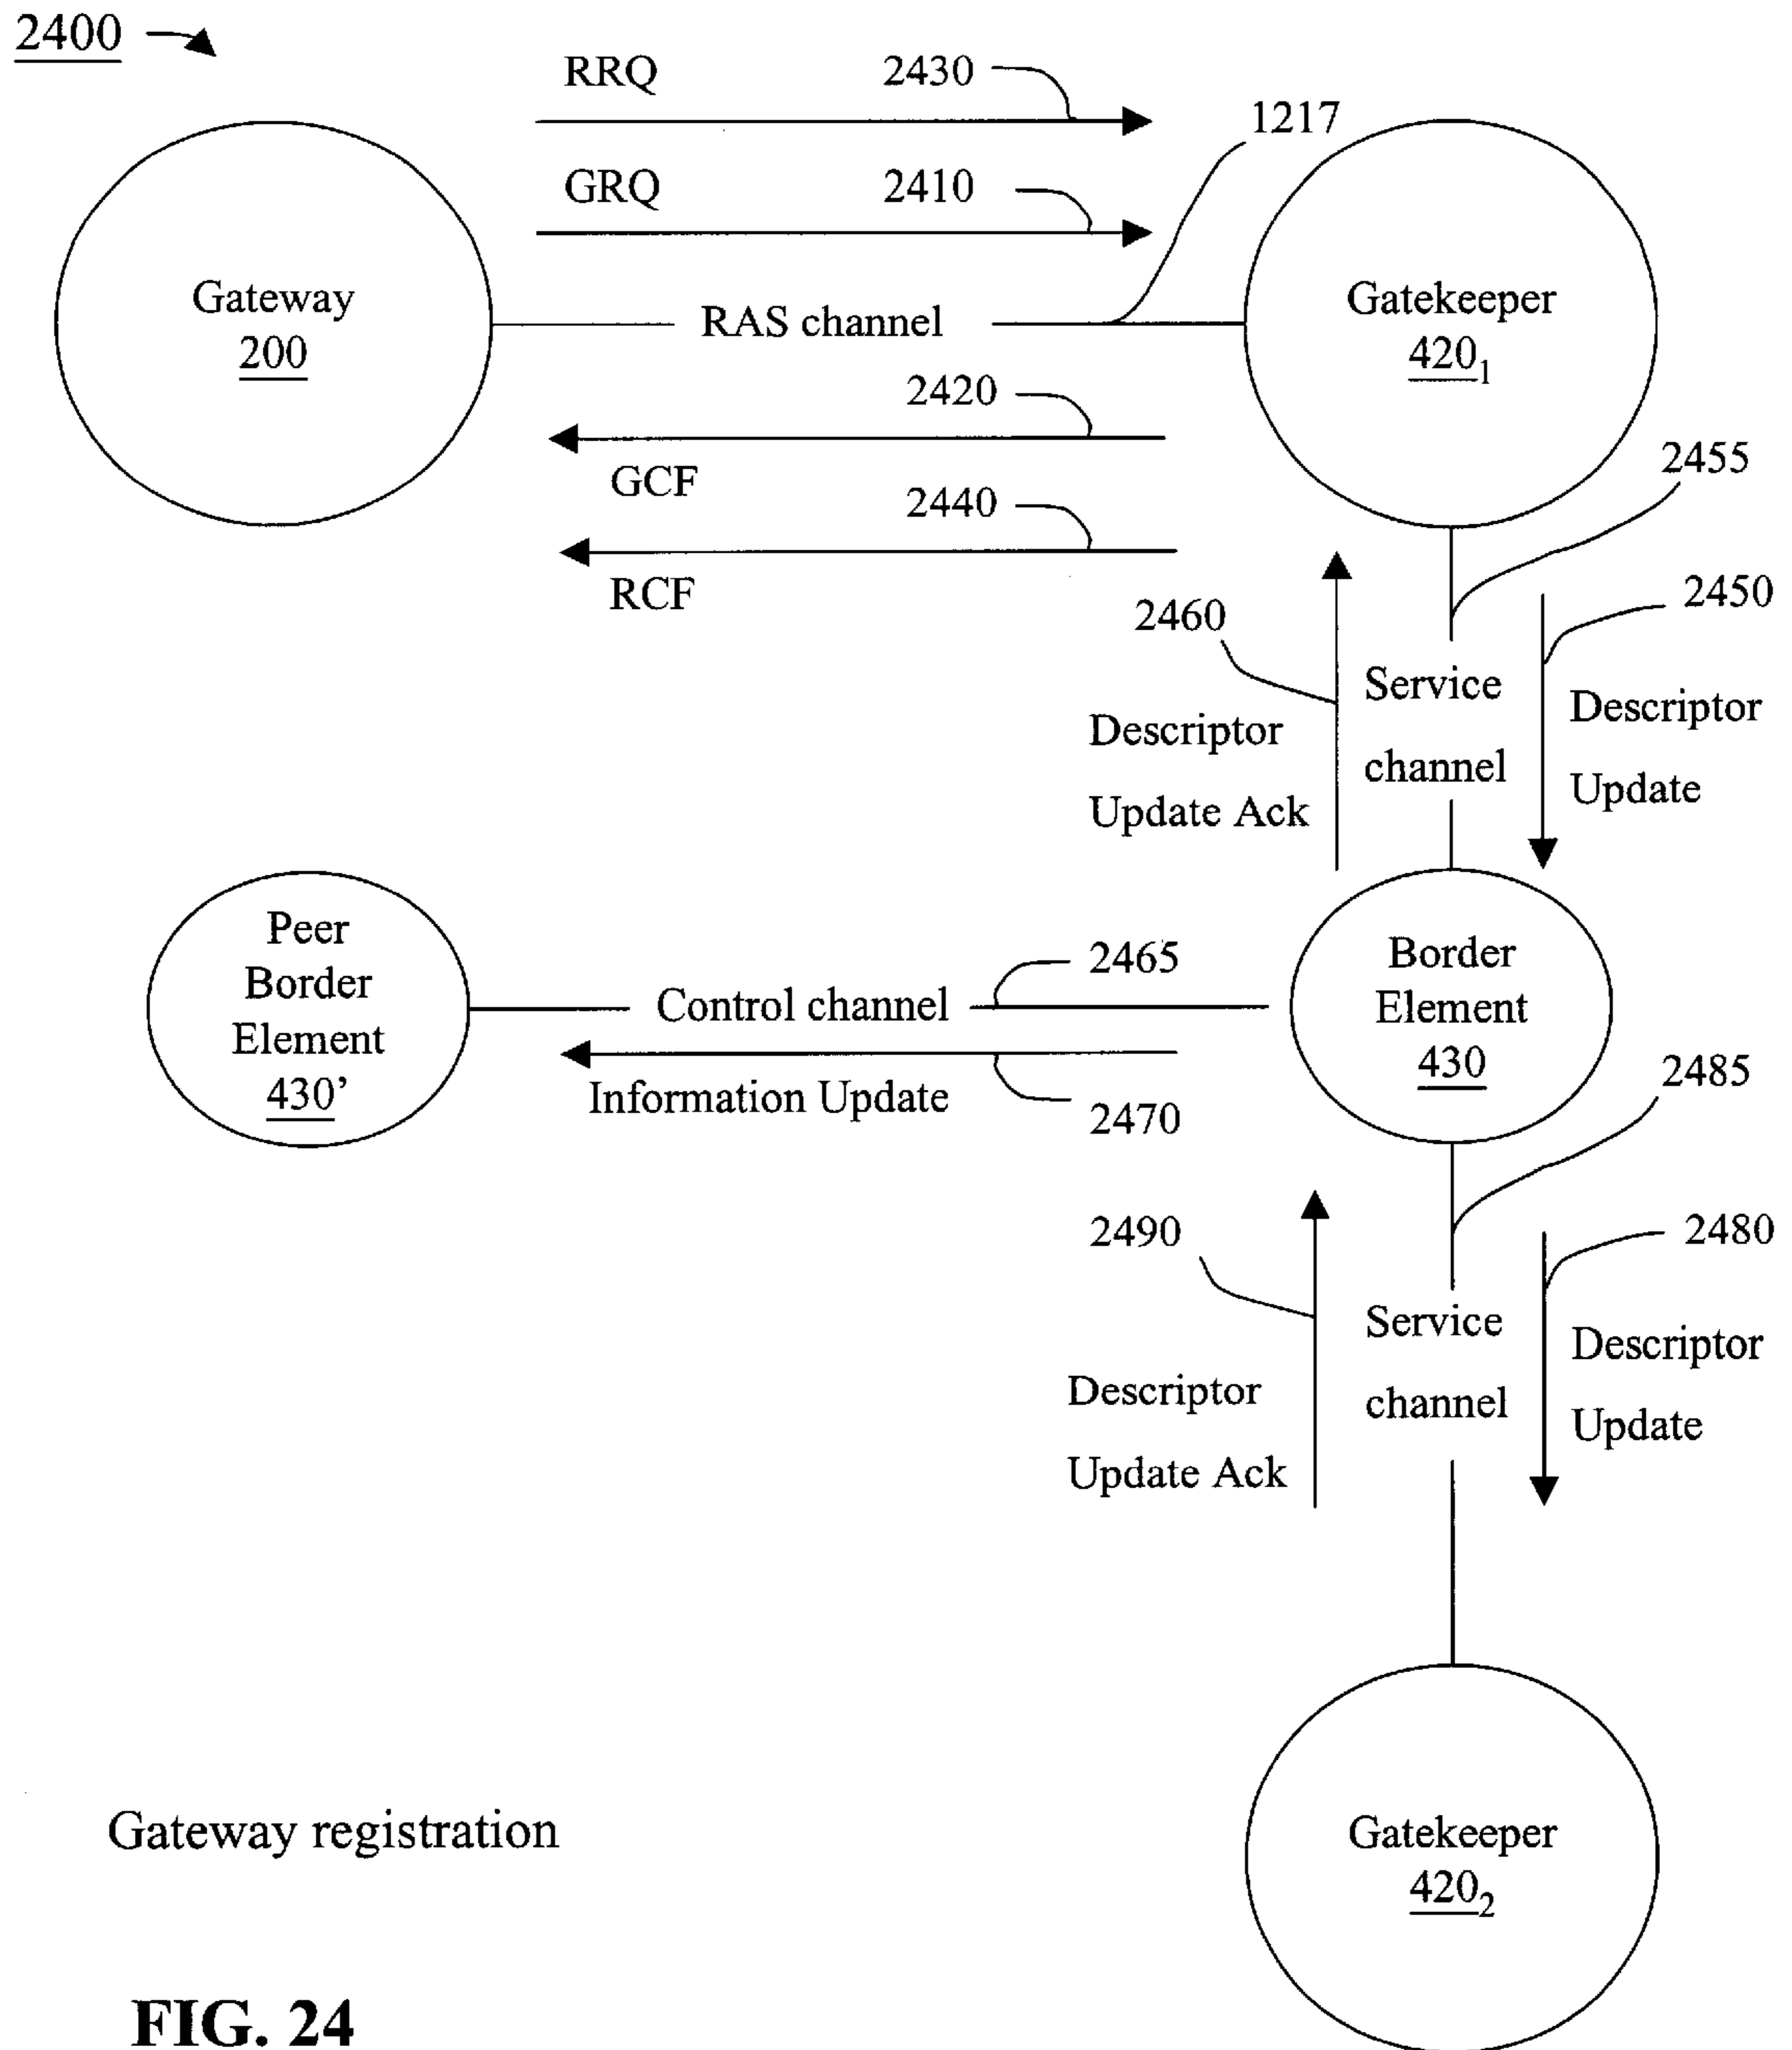 2400
RRQ 2430
1217
GRQ 2410
Gateway
200
RAS channel
Gatekeeper
420₁
2420
GCF
2440
RCF
2455
2450
2460
Service
channel
Descriptor
Update
Descriptor
Update Ack
Peer
Border
Element
430’
2465
Control channel
Information Update
2470
Border
Element
430
2485
2490
2480
Service
channel
Descriptor
Update
Descriptor
Update Ack
Gateway registration
Gatekeeper
420₂
FIG. 24